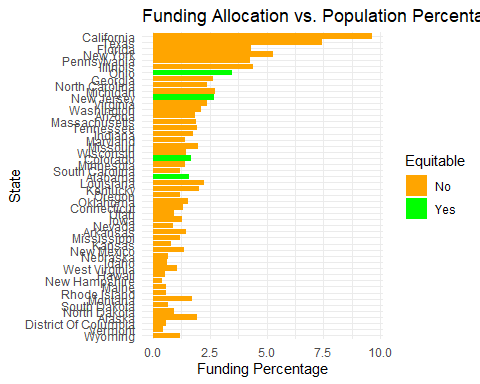 Funding Allocation vs. Population Percenta
California
Texas
Florida
New York
Pennsylvania
Illinois
Ohio
Georgia
North Carolina
Michigan
New Jersey
Virginia
Washington
Arizona
Massachusetts
Tennessee
Indiana
Maryland
Missouri
Wisconsin
Colorado
Minnesota
South Carolina
Alabama
Louisiana
Kentucky
Oregon
Oklahoma
Connecticut
Utah
Iowa
Nevada
Arkansas
Mississippi
Kansas
New Mexico
Nebraska
Idaho
West Virginia
Hawaii
New Hampshire
Maine
Rhode Island
Montana
South Dakota
North Dakota
Alaska
District Of Columbia
Vermont
Wyoming
State
0.0 2.5 5.0 7.5 10.0
Funding Percentage
Equitable
No
Yes